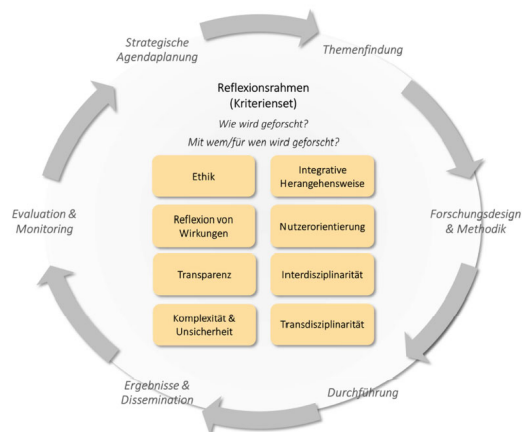 Strategische
Agendaplanung
Themenfindung
Reflexionsrahmen
(Kriterienset)
Wie wird geforscht?
Mit wem/für wen wird geforscht?
Ethik
Integrative
Herangehensweise
Evaluation &
Monitoring
Reflexion von
Wirkungen
Nutzerorientierung
Forschungsdesign
& Methodik
Transparenz
Interdisziplinarität
Komplexität &
Unsicherheit
Transdisziplinarität
Ergebnisse &
Dissemination
Durchführung